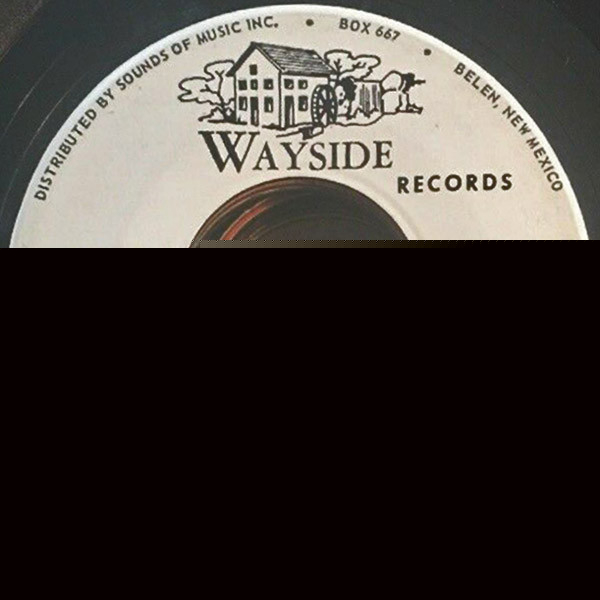 DISTRIBUTED BY SOUNDS OF MUSIC INC. • BOX 667 • BELEN, NEW MEXICO
WAYSIDE
RECORDS